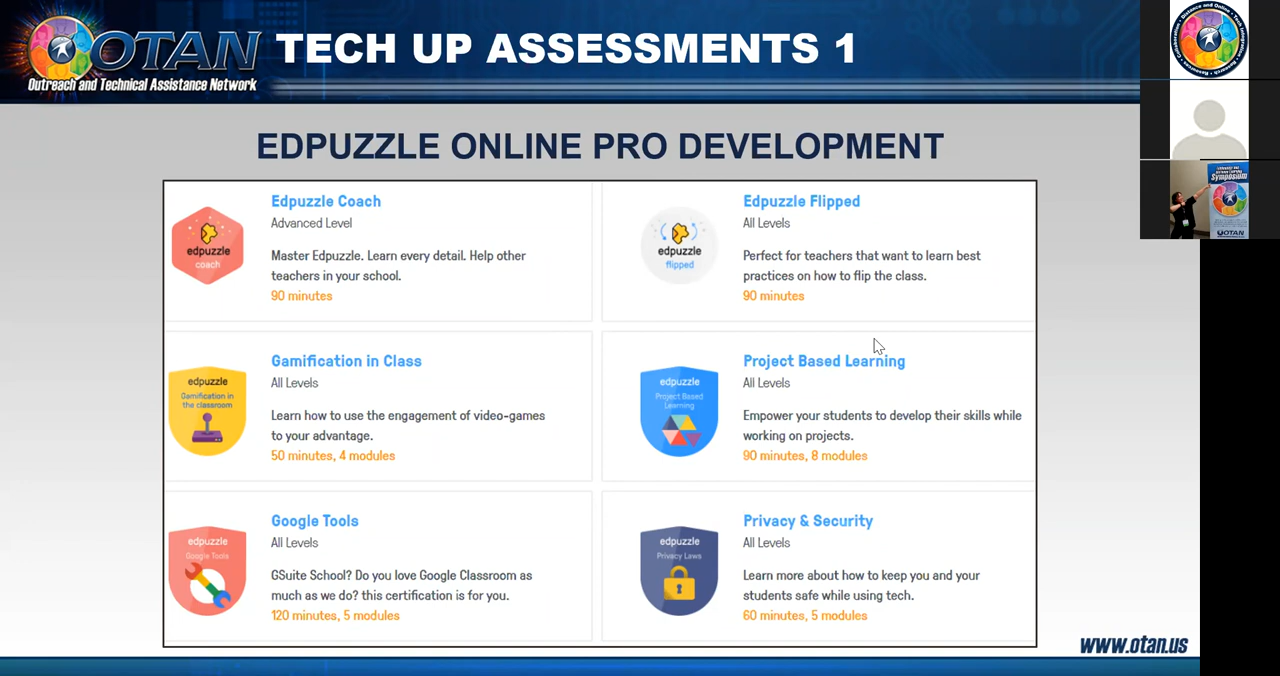 OTAN
Outreach and Technical Assistance Network
TECH UP ASSESSMENTS 1
EDPUZZLE ONLINE PRO DEVELOPMENT
edpuzzle
coach
Edpuzzle Coach
Advanced Level
Master Edpuzzle. Learn every detail. Help other
teachers in your school.
90 minutes
edpuzzle
flipped
Edpuzzle Flipped
All Levels
Perfect for teachers that want to learn best
practices on how to flip the class.
90 minutes
edpuzzle
Gamification in
the classroom
Gamification in Class
All Levels
Learn how to use the engagement of video-games
to your advantage.
50 minutes, 4 modules
edpuzzle
Project Based
Learning
Project Based Learning
All Levels
Empower your students to develop their skills while
working on projects.
90 minutes, 8 modules
edpuzzle
Google Tools
Google Tools
All Levels
GSuite School? Do you love Google Classroom as
much as we do? this certification is for you.
120 minutes, 5 modules
edpuzzle
Privacy Laws
Privacy & Security
All Levels
Learn more about how to keep you and your
students safe while using tech.
60 minutes, 5 modules
www.otan.us
Symposium
OTAN